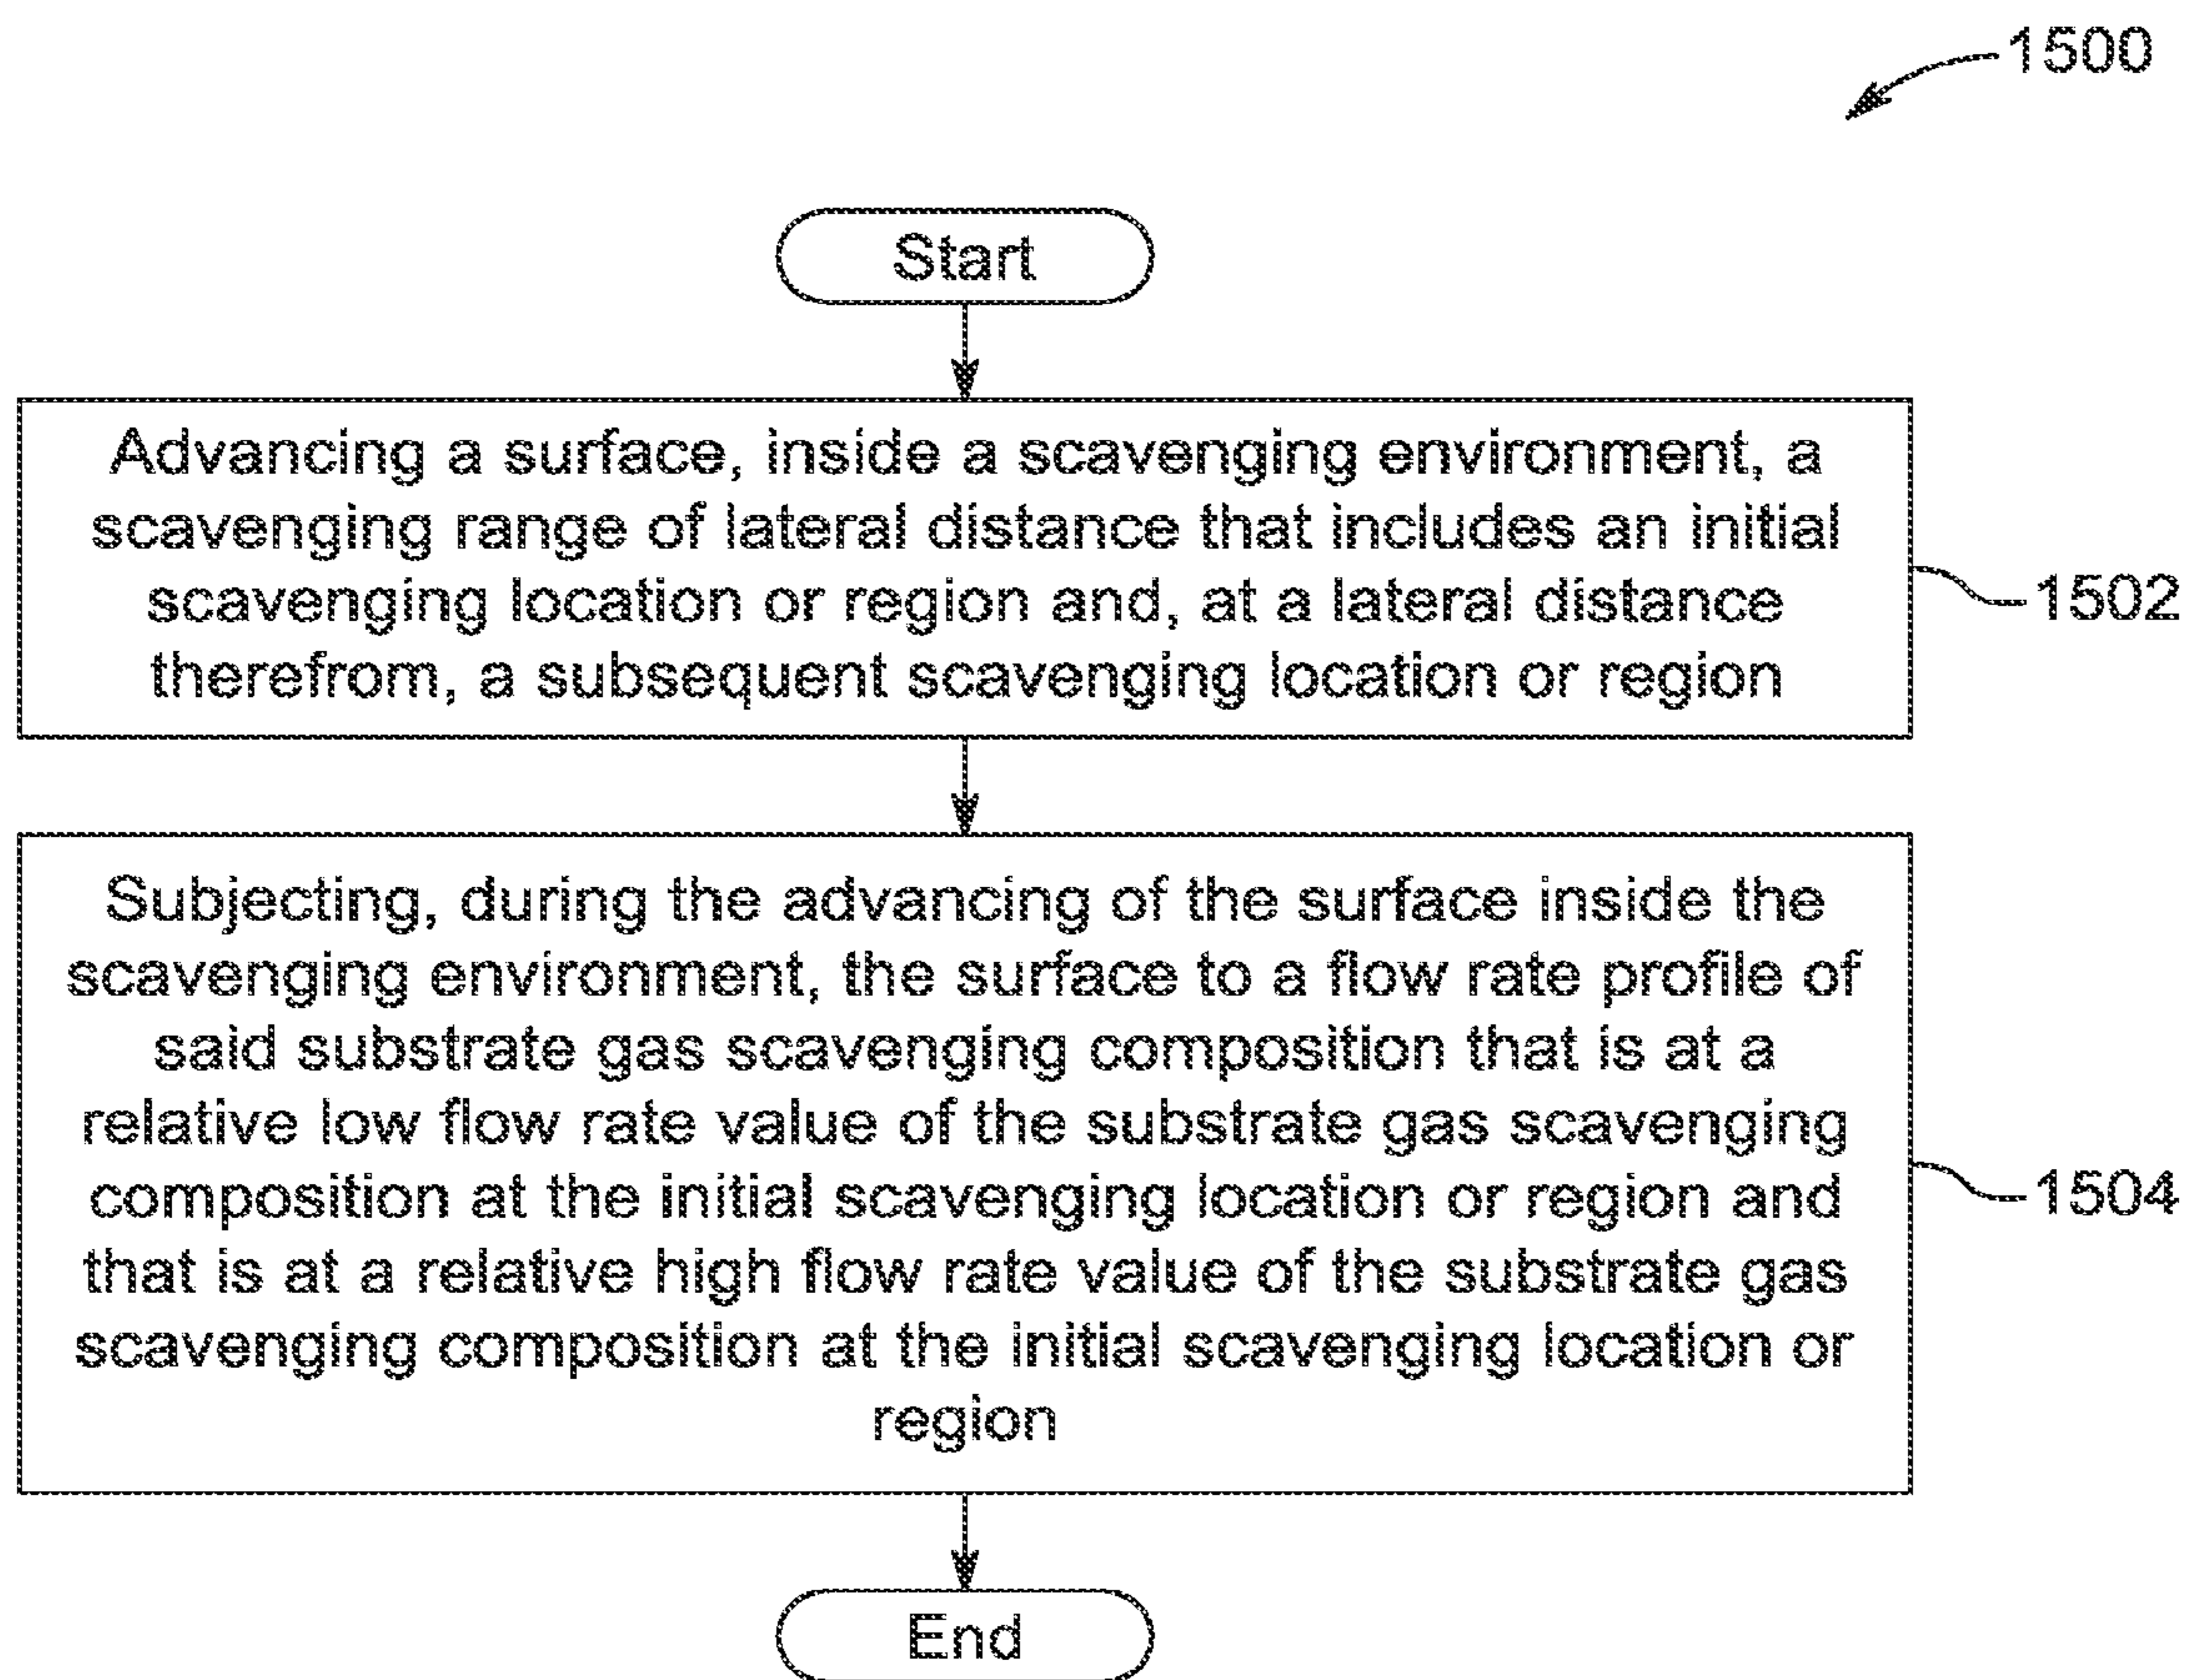 1500
Start
Advancing a surface, inside a scavenging environment, a
scavenging range of lateral distance that includes an initial
scavenging location or region and, at a lateral distance
therefrom, a subsequent scavenging location or region
1502
Subjecting, during the advancing of the surface inside the
scavenging environment, the surface to a flow rate profile of
said substrate gas scavenging composition that is at a
relative low flow rate value of the substrate gas scavenging
composition at the initial scavenging location or region and
that is at a relative high flow rate value of the substrate gas
scavenging composition at the initial scavenging location or
region
1504
End